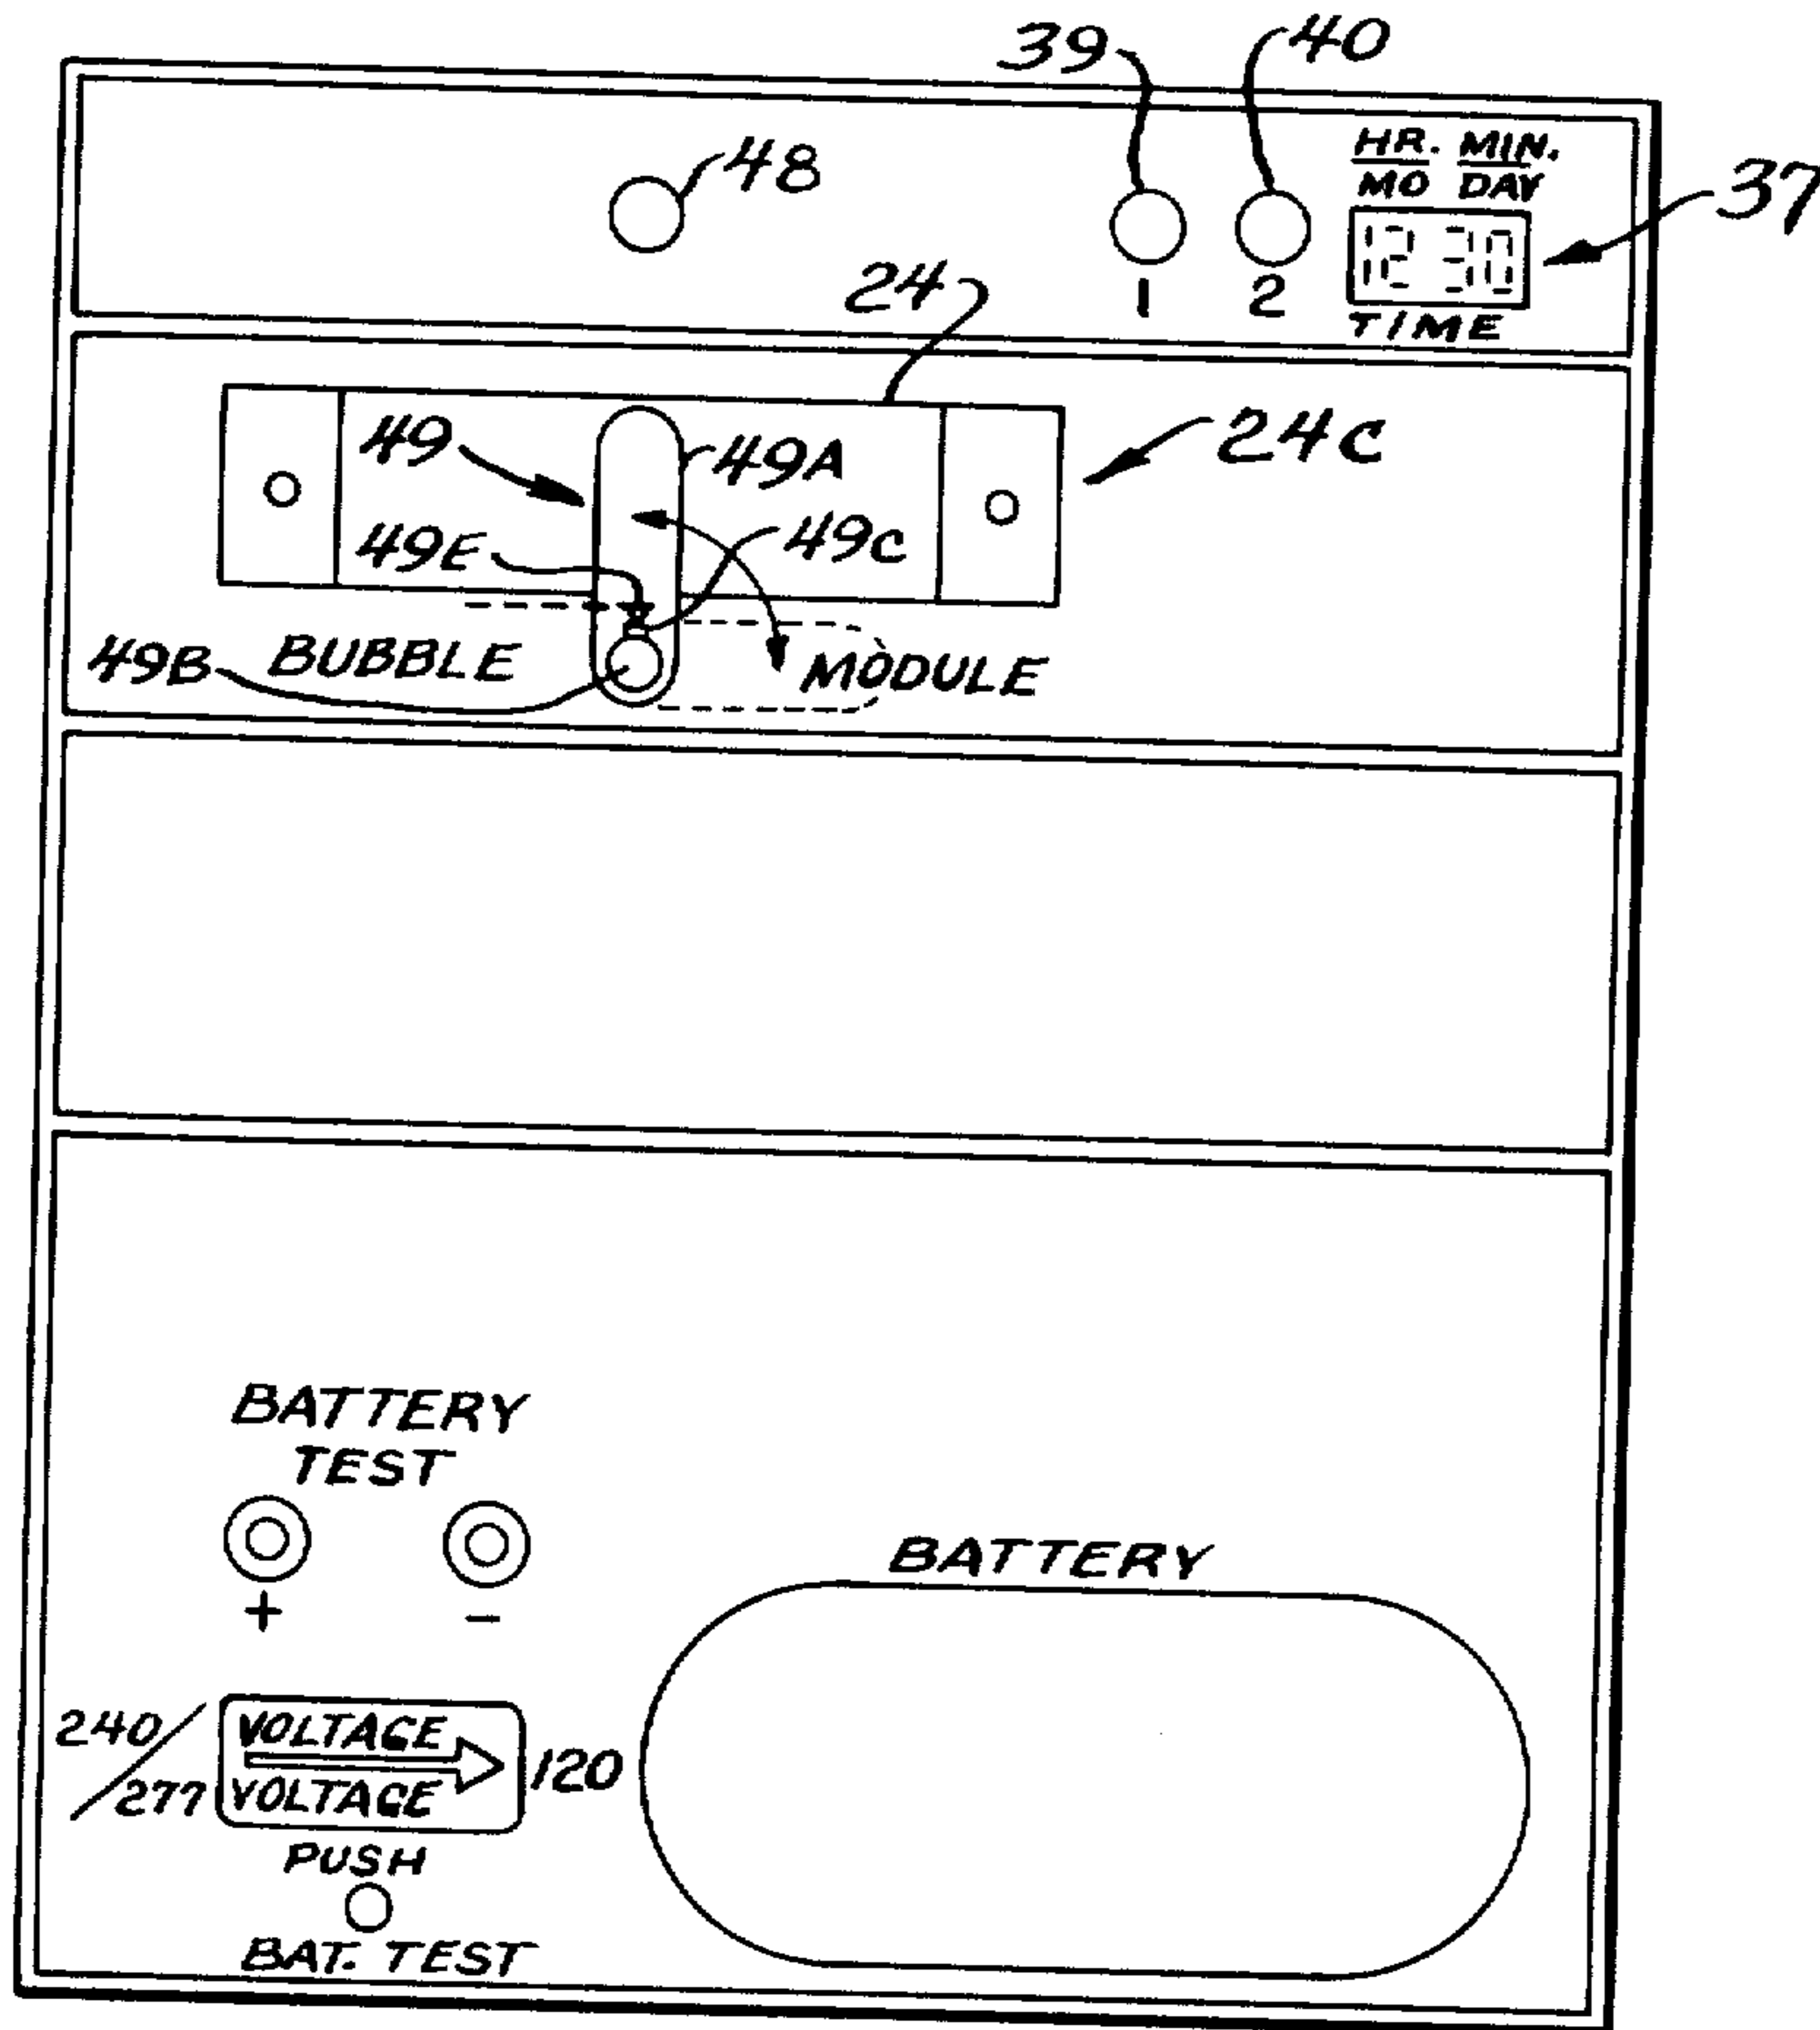 39 40
48
HR. MIN.
MO DAY
37
12 30
1 2
TIME
24
49
49A
24C
49E
49C
49B
BUBBLE MODULE
BATTERY
TEST
+ -
BATTERY
240/
/277
VOLTAGE
VOLTAGE
120
PUSH
BAT. TEST